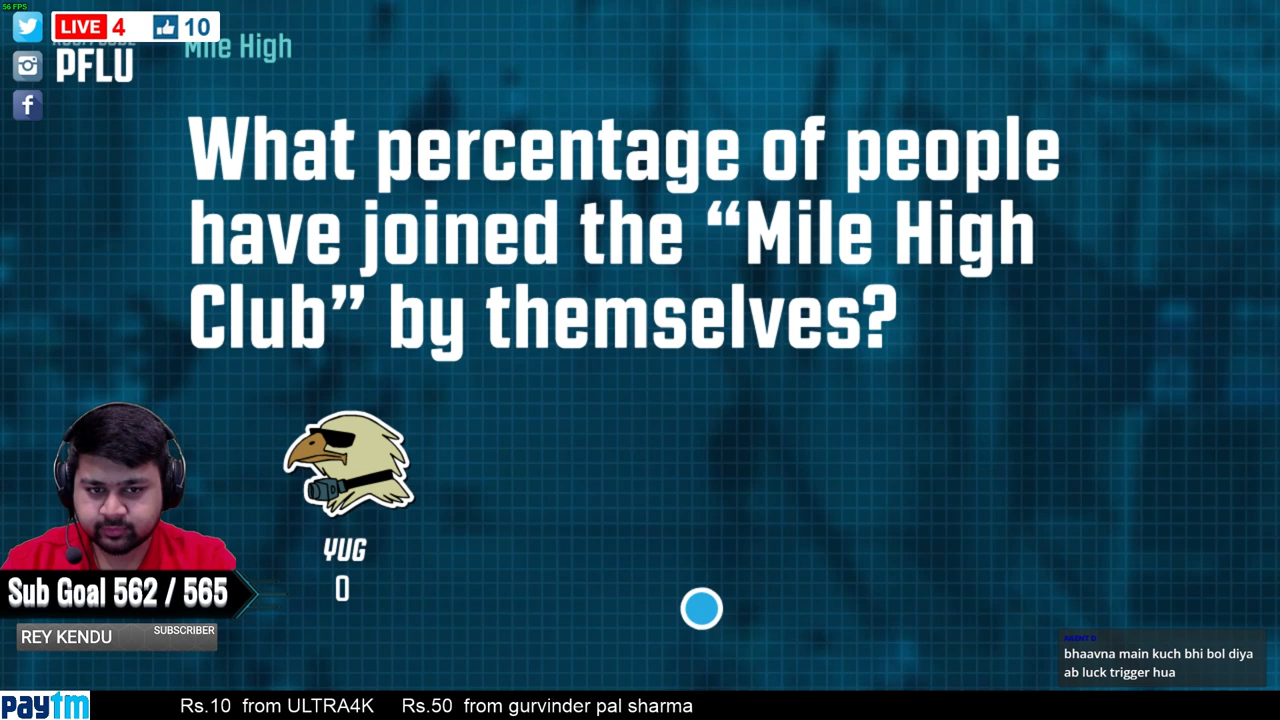 56 FPS
LIVE 4 10
Mile High
PFLU
What percentage of people
have joined the “Mile High
Club” by themselves?
YUG
0
Sub Goal 562 / 565
REY KENDU SUBSCRIBER
bhaavna main kuch bhi bol diya
ab luck trigger hua
paytm Rs.10 from ULTRA4K Rs.50 from gurvinder pal sharma